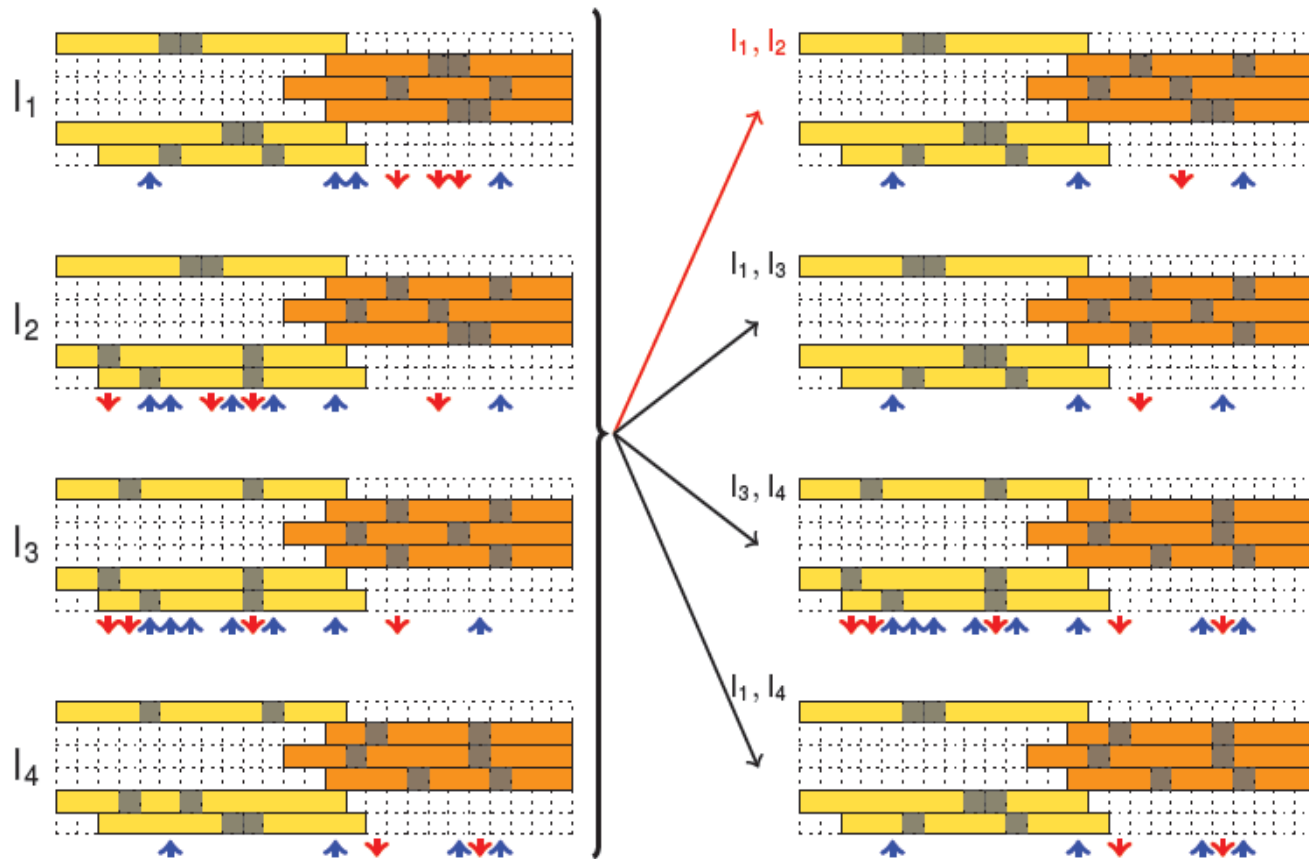 I₁
I₂
I₃
I₄
I₁, I₂
I₁, I₃
I₃, I₄
I₁, I₄